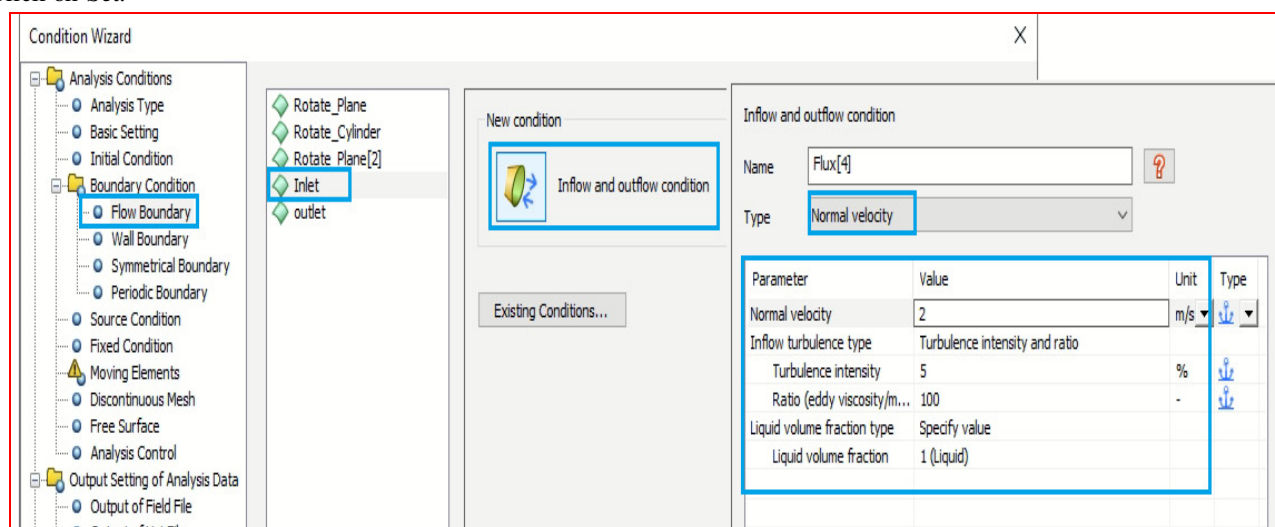 Condition Wizard
X
Analysis Conditions
Analysis Type
Basic Setting
Initial Condition
Boundary Condition
Flow Boundary
Wall Boundary
Symmetrical Boundary
Periodic Boundary
Source Condition
Fixed Condition
Moving Elements
Discontinuous Mesh
Free Surface
Analysis Control
Output Setting of Analysis Data
Output of Field File
Rotate_Plane
Rotate_Cylinder
Rotate_Plane[2]
Inlet
outlet
New condition
Inflow and outflow condition
Existing Conditions...
Inflow and outflow condition
Name Flux[4] ?
Type Normal velocity
Parameter Value Unit Type
Normal velocity 2 m/s
Inflow turbulence type Turbulence intensity and ratio
Turbulence intensity 5 %
Ratio (eddy viscosity/m... 100 -
Liquid volume fraction type Specify value
Liquid volume fraction 1 (Liquid)